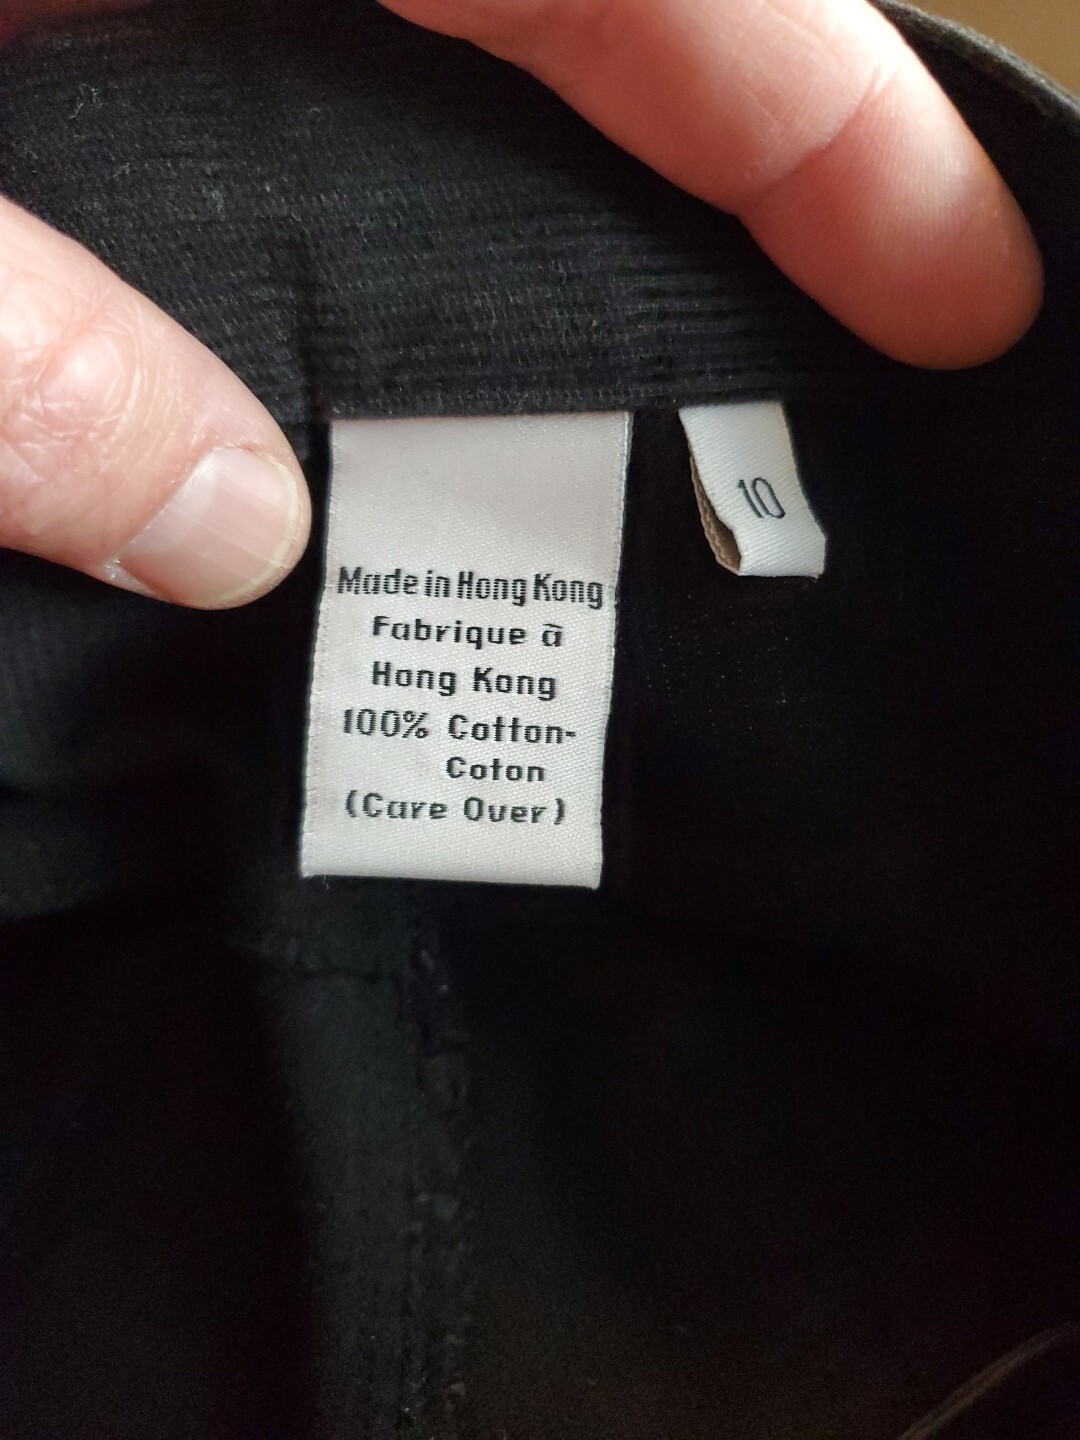 Made in Hong Kong
Fabrique à
Hong Kong
100% Cotton-
Coton
(Care Over)
10